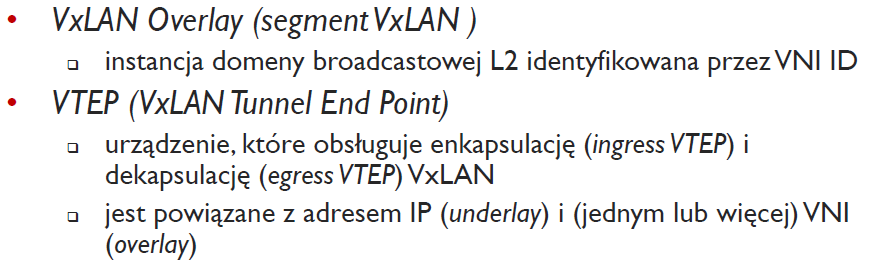 • VxLAN Overlay (segment VxLAN )
❑ instancja domeny broadcastowej L2 identyfikowana przez VNI ID
• VTEP (VxLAN Tunnel End Point)
❑ urządzenie, które obsługuje enkapsulację (ingress VTEP) i
dekapsulację (egress VTEP) VxLAN
❑ jest powiązane z adresem IP (underlay) i (jednym lub więcej) VNI
(overlay)